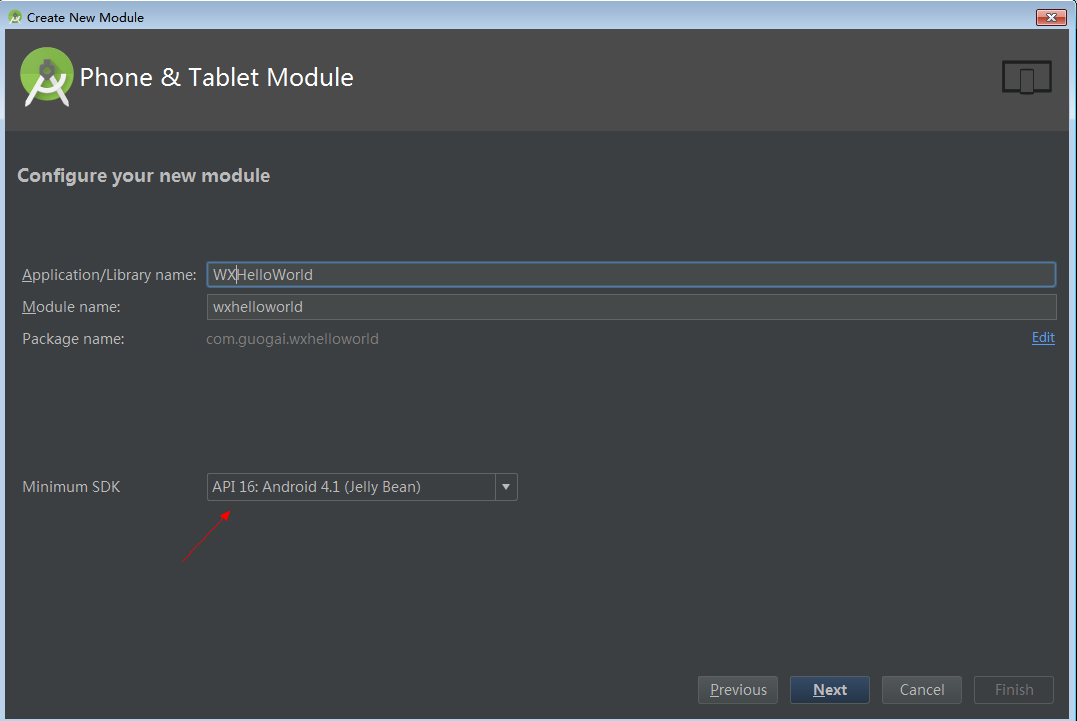 Create New Module
Phone & Tablet Module
Configure your new module
Application/Library name: WXHelloWorld
Module name: wxhelloworld
Package name: com.guogai.wxhelloworld Edit
Minimum SDK API 16: Android 4.1 (Jelly Bean)
Previous Next Cancel Finish